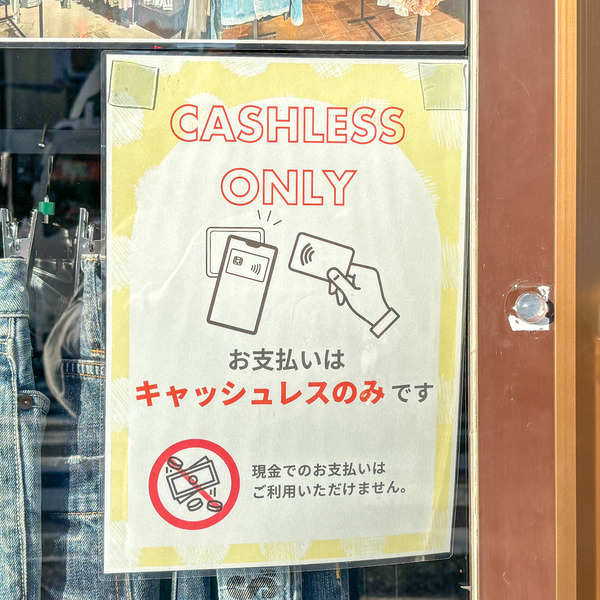 CASHLESS
ONLY
お支払いは
キャッシュレスのみです
現金でのお支払いは
ご利用いただけません。